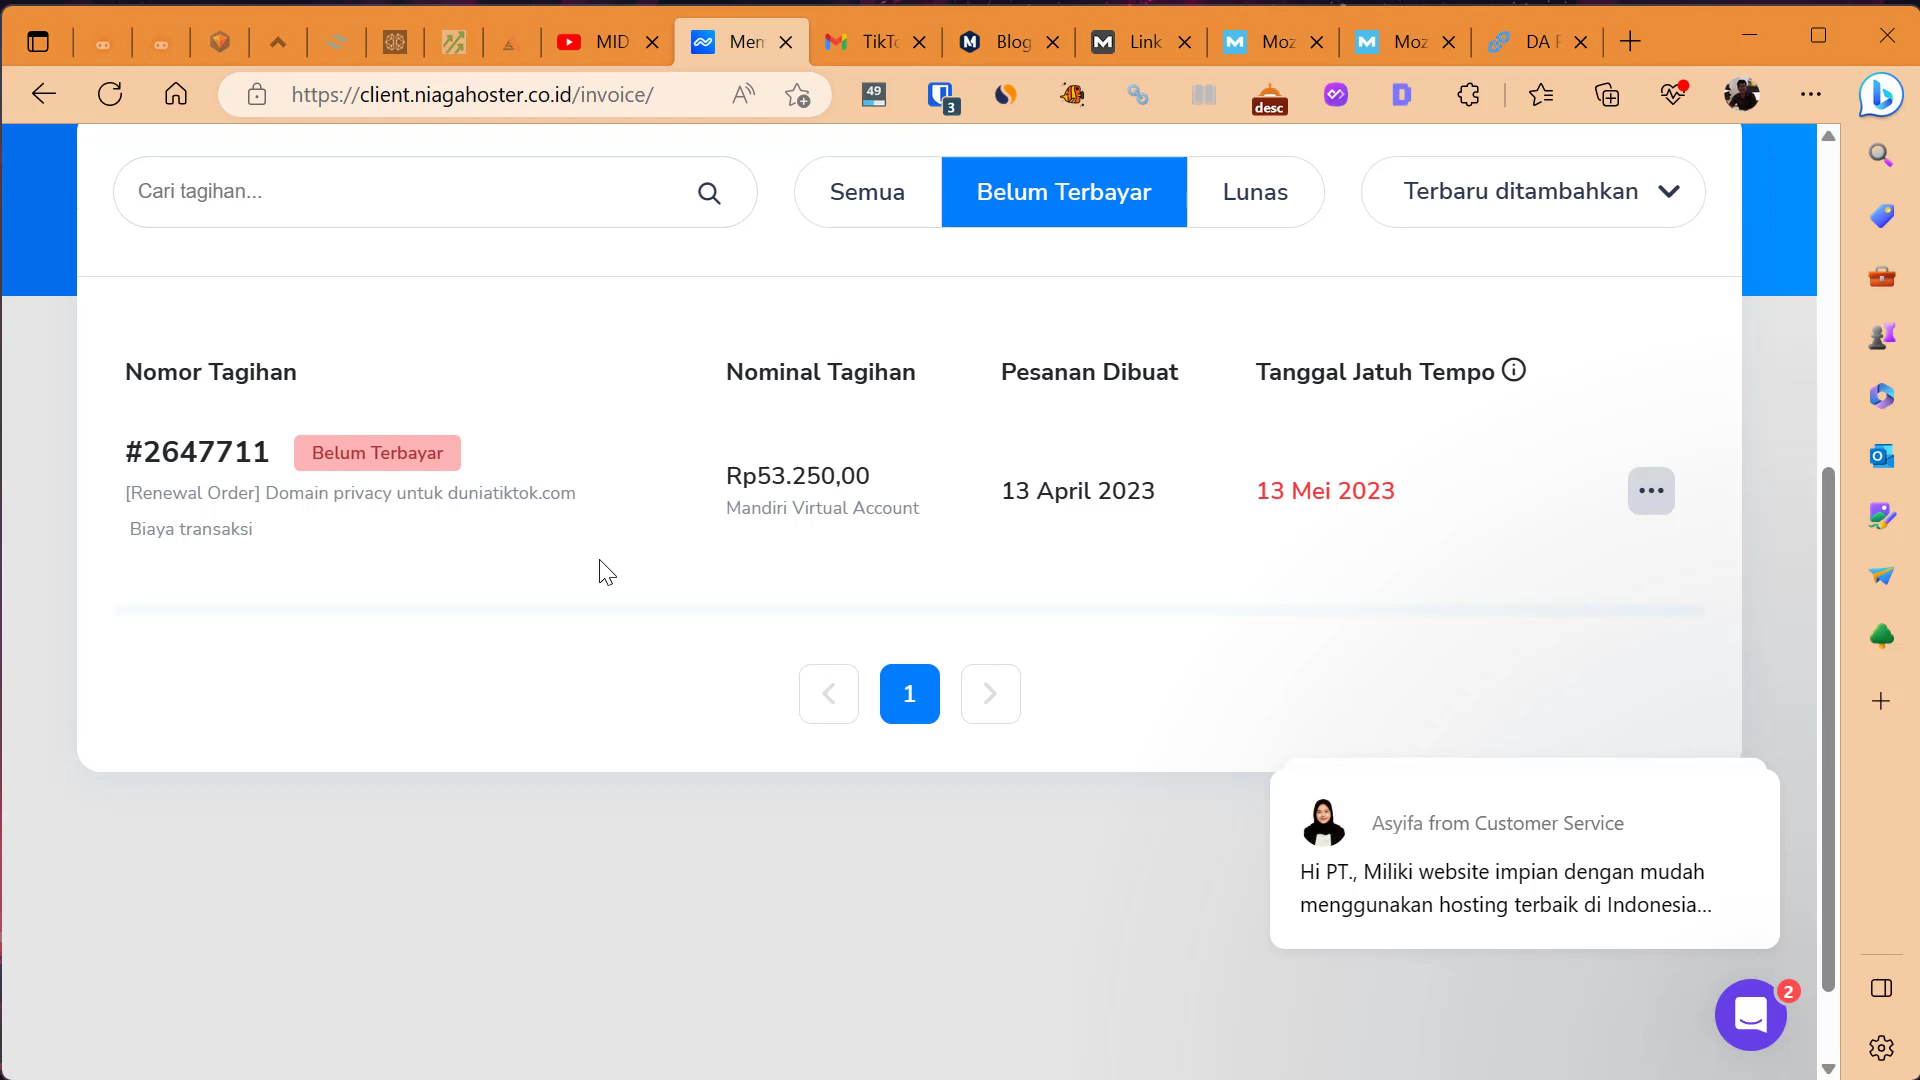 MID
Men
TikTo
Blog
Link
Moz
Moz
DA P
https://client.niagahoster.co.id/invoice/
49
3
desc
Cari tagihan...
Semua
Belum Terbayar
Lunas
Terbaru ditambahkan
Nomor Tagihan
Nominal Tagihan
Pesanan Dibuat
Tanggal Jatuh Tempo
#2647711
Belum Terbayar
[Renewal Order] Domain privacy untuk duniatiktok.com
Biaya transaksi
Rp53.250,00
Mandiri Virtual Account
13 April 2023
13 Mei 2023
1
Asyifa from Customer Service
Hi PT., Miliki website impian dengan mudah
menggunakan hosting terbaik di Indonesia...
2